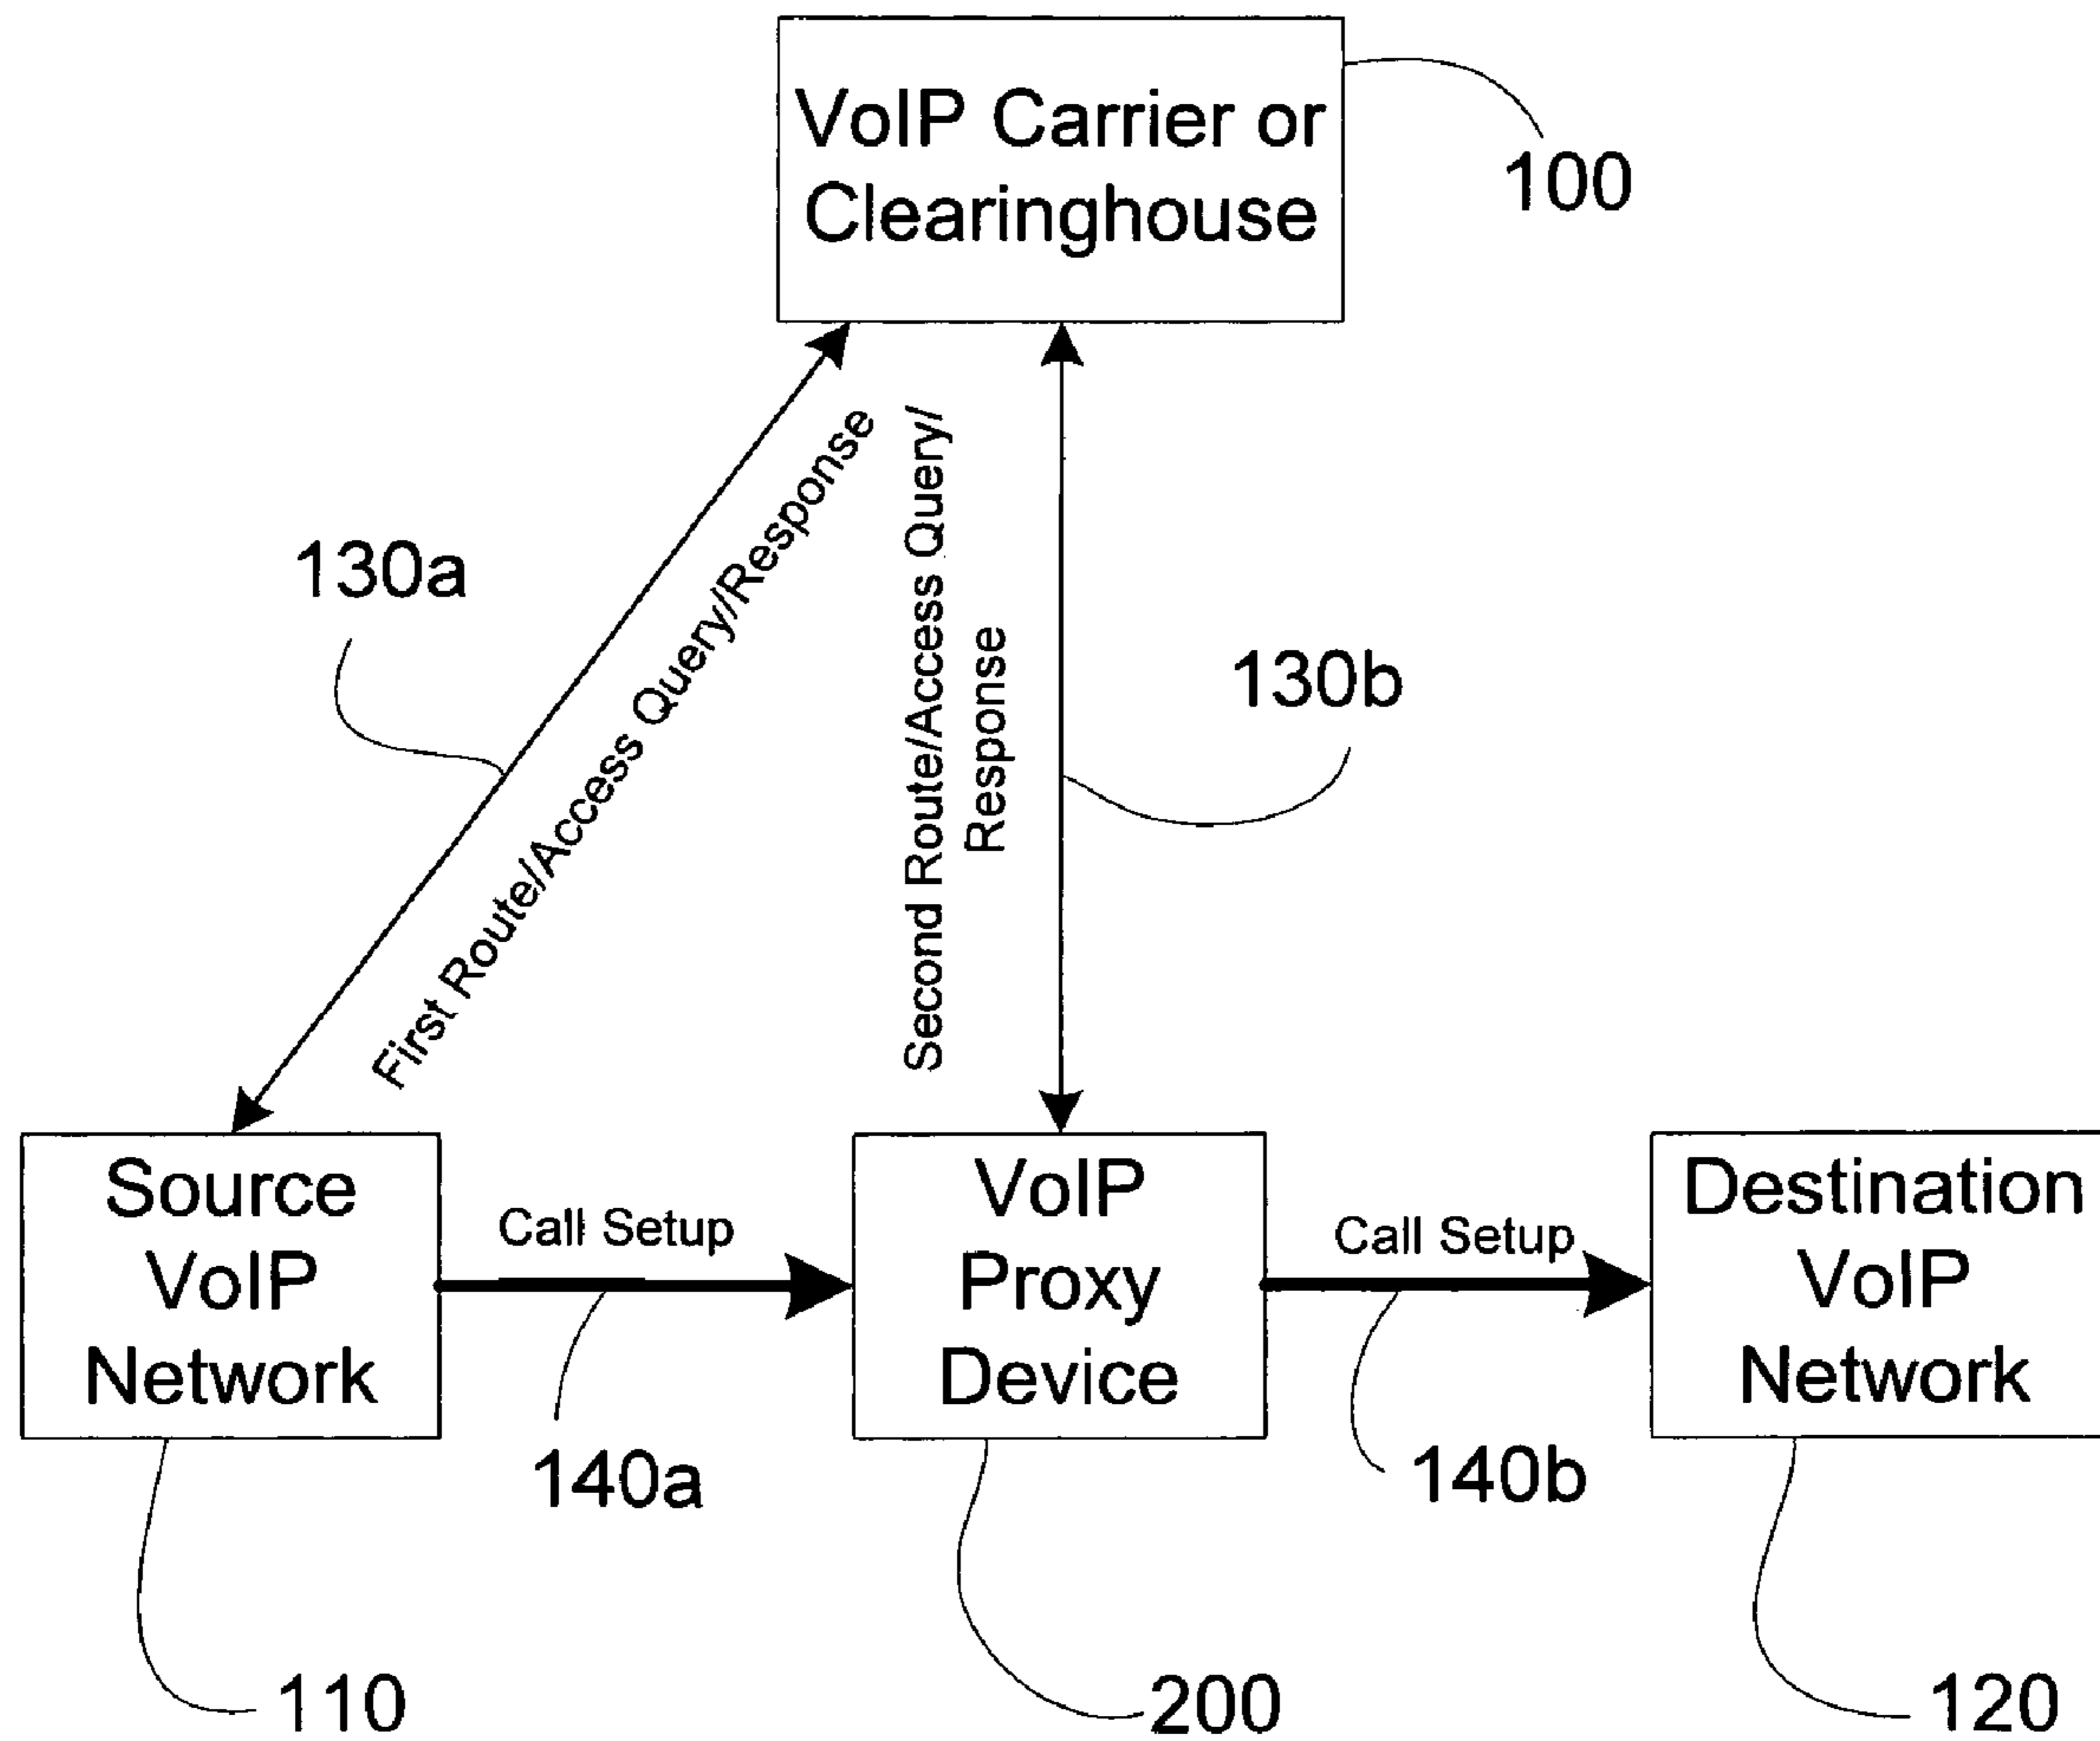 VoIP Carrier or
Clearinghouse
100
First Route/Access Query/Response
130a
Second Route/Access Query/
Response
130b
Source
VoIP
Network
Call Setup
VoIP
Proxy
Device
Call Setup
Destination
VoIP
Network
140a
140b
110
200
120